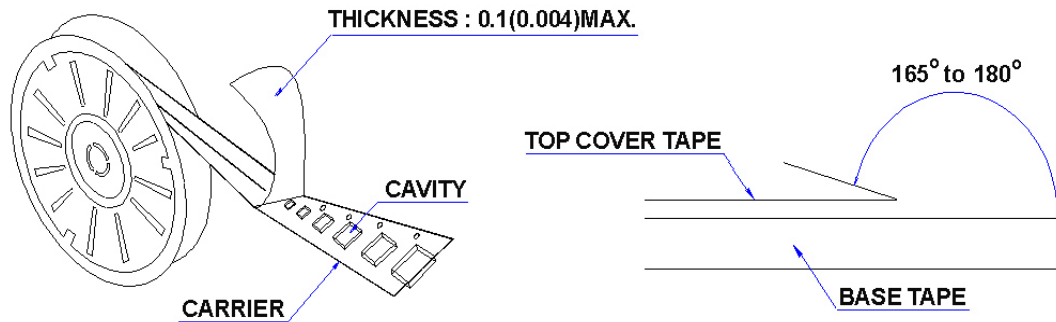 THICKNESS : 0.1(0.004)MAX.
165° to 180°
TOP COVER TAPE
CAVITY
BASE TAPE
CARRIER